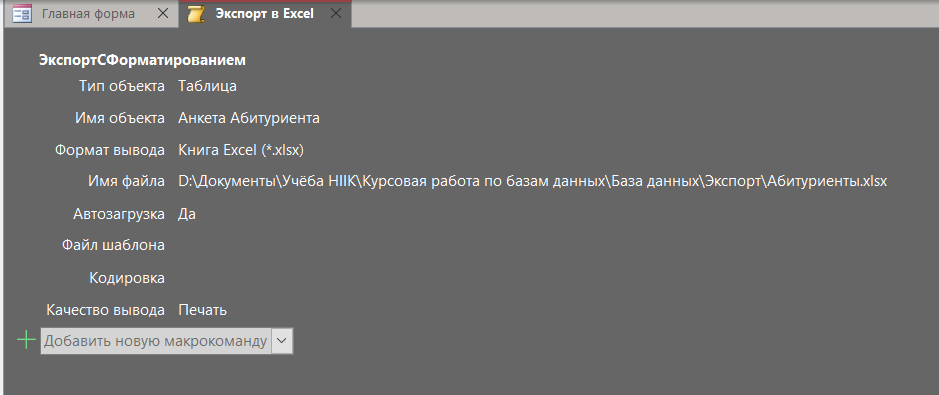 Главная форма
Экспорт в Excel
ЭкспортСФорматированием
Тип объекта Таблица
Имя объекта Анкета Абитуриента
Формат вывода Книга Excel (*.xlsx)
Имя файла D:\Документы\Учёба НІІК\Курсовая работа по базам данных\База данных\Экспорт\Абитуриенты.xlsx
Автозагрузка Да
Файл шаблона
Кодировка
Качество вывода Печать
Добавить новую макрокоманду